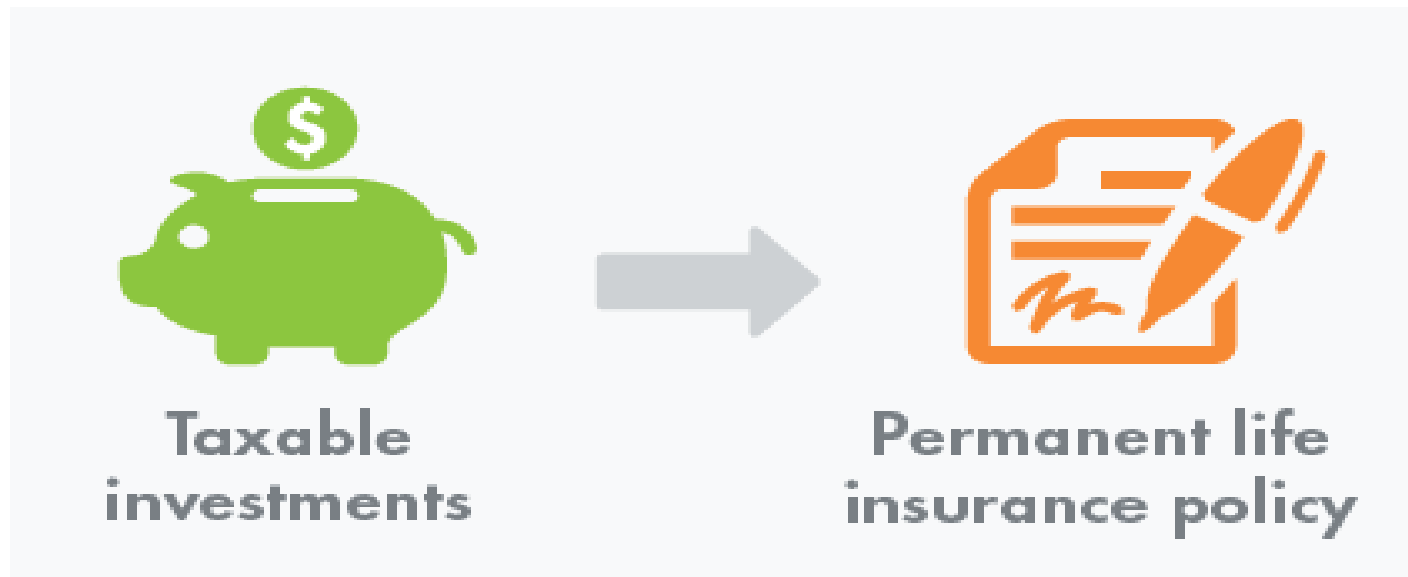 $
Taxable
investments
Permanent life
insurance policy